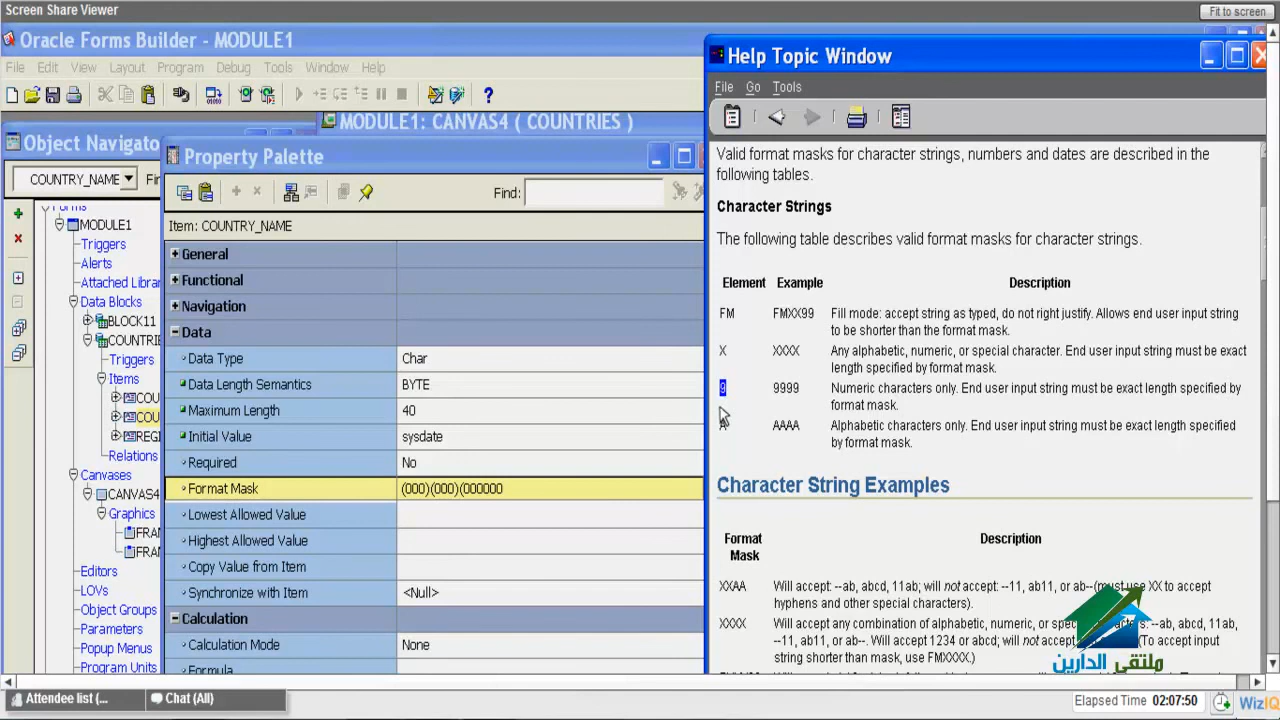 Screen Share Viewer
Fit to screen
Oracle Forms Builder - MODULE1
File Edit View Layout Program Debug Tools Window Help
MODULE1: CANVAS4 ( COUNTRIES )
Object Navigato
COUNTRY_NAME
Fi
Forms
MODULE1
Triggers
Alerts
Attached Librar
Data Blocks
BLOCK11
COUNTRIE
Triggers
Items
COU
COU
REGI
Relations
Canvases
CANVAS4
Graphics
FRA
FRA
Editors
LOVs
Object Groups
Parameters
Popup Menus
Program Units
Property Palette
Find:
Item: COUNTRY_NAME
General
Functional
Navigation
Data
Data Type Char
Data Length Semantics BYTE
Maximum Length 40
Initial Value sysdate
Required No
Format Mask (000)(000)(000000
Lowest Allowed Value
Highest Allowed Value
Copy Value from Item
Synchronize with Item <Null>
Calculation
Calculation Mode None
Formula
Help Topic Window
File Go Tools
Valid format masks for character strings, numbers and dates are described in the
following tables.
Character Strings
The following table describes valid format masks for character strings.
Element Example Description
FM FMXX99 Fill mode: accept string as typed, do not right justify. Allows end user input string
to be shorter than the format mask.
X XXXX Any alphabetic, numeric, or special character. End user input string must be exact
length specified by format mask.
9 9999 Numeric characters only. End user input string must be exact length specified by
format mask.
A AAAA Alphabetic characters only. End user input string must be exact length specified
by format mask.
Character String Examples
Format
Mask
Description
XXAA Will accept: --ab, abcd, 11ab; will not accept: --11, ab11, or ab--(must use XX to accept
hyphens and other special characters).
XXXX Will accept any combination of alphabetic, numeric, or special characters: --ab, abcd, 11ab,
--11, ab11, or ab--. Will accept 1234 or abcd; will not (To accept input
string shorter than mask, use FMXXXX.)
ملتقى الدارين
Attendee list (...
Chat (All)
Elapsed Time 02:07:50
WizIQ